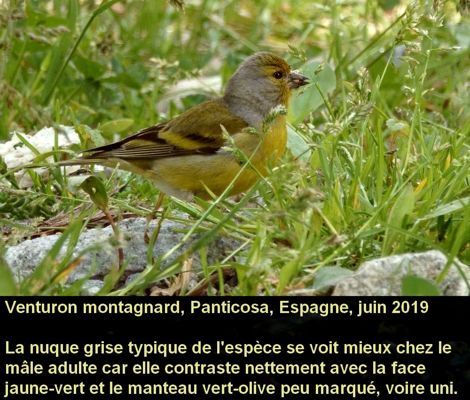 Venturon montagnard, Panticosa, Espagne, juin 2019
La nuque grise typique de l'espèce se voit mieux chez le
mâle adulte car elle contraste nettement avec la face
jaune-vert et le manteau vert-olive peu marqué, voire uni.